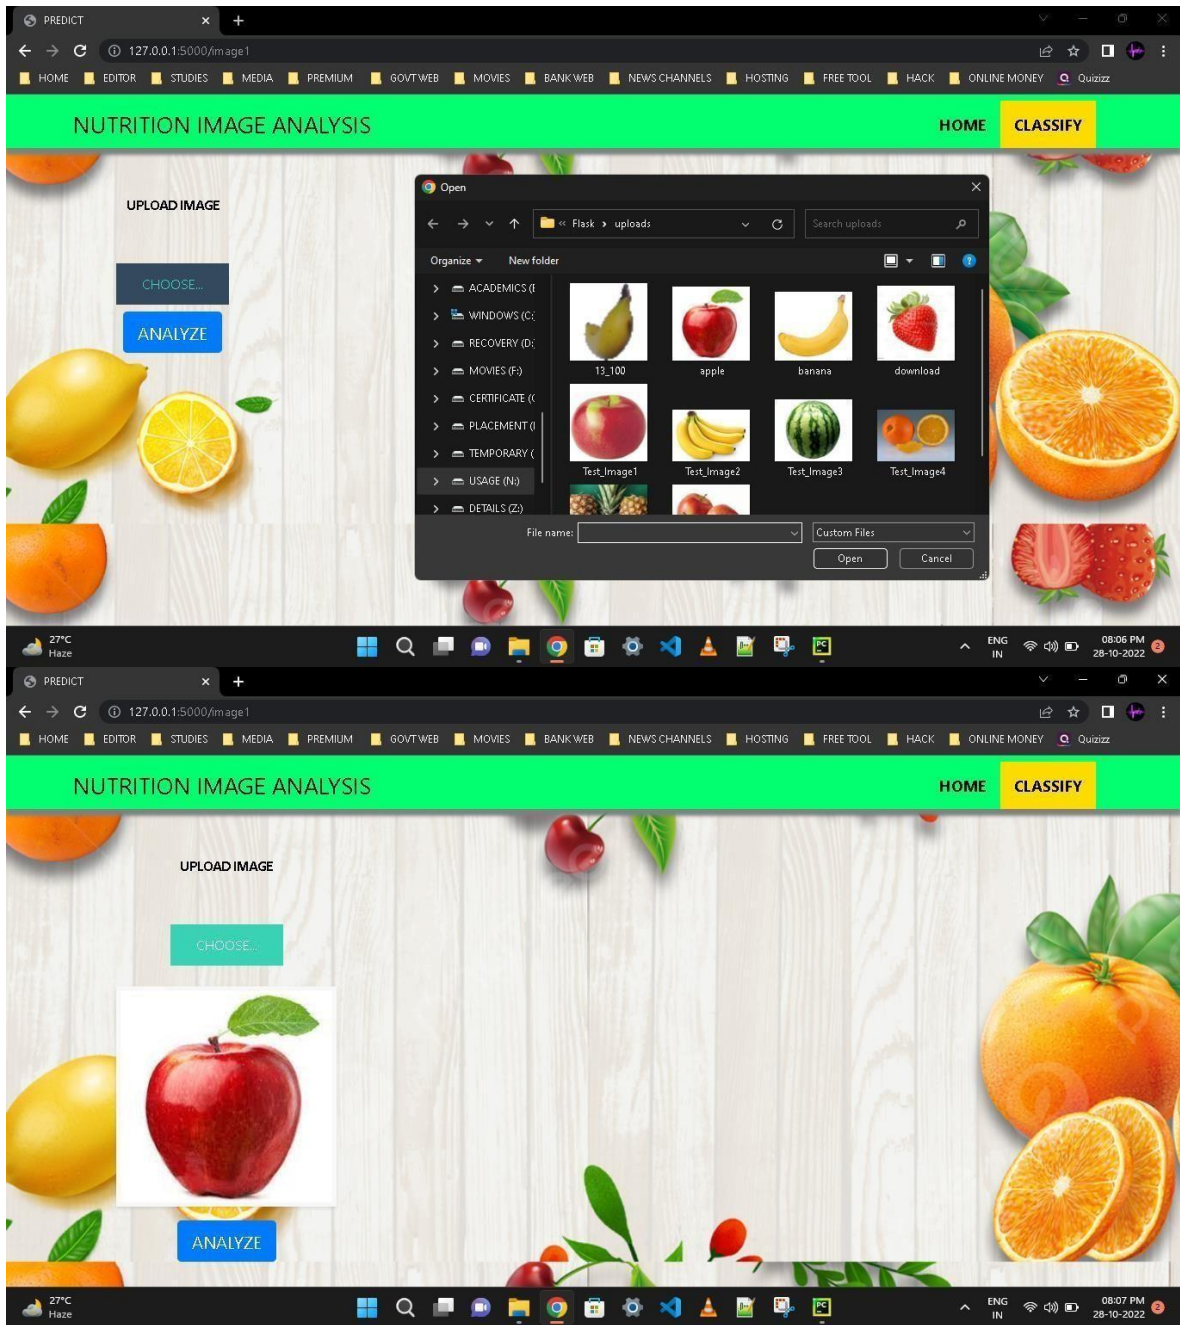 PREDICT
127.0.0.1:5000/image1
HOME EDITOR STUDIES MEDIA PREMIUM GOVT WEB MOVIES BANK WEB NEWS CHANNELS HOSTING FREE TOOL HACK ONLINE MONEY Quizizz
NUTRITION IMAGE ANALYSIS HOME CLASSIFY
UPLOAD IMAGE
CHOOSE...
ANALYZE
Open
« Flask › uploads Search uploads
Organize New folder
ACADEMICS (E
WINDOWS (C:
RECOVERY (D:
MOVIES (F:)
CERTIFICATE (G
PLACEMENT (I
TEMPORARY (
USAGE (N:)
DETAILS (Z:)
13_100 apple banana download
Test_Image1 Test_Image2 Test_Image3 Test_Image4
File name: Custom Files
Open Cancel
27°C
Haze
ENG
IN
08:06 PM
28-10-2022
2
PREDICT
127.0.0.1:5000/image1
HOME EDITOR STUDIES MEDIA PREMIUM GOVT WEB MOVIES BANK WEB NEWS CHANNELS HOSTING FREE TOOL HACK ONLINE MONEY Quizizz
NUTRITION IMAGE ANALYSIS HOME CLASSIFY
UPLOAD IMAGE
CHOOSE...
ANALYZE
27°C
Haze
ENG
IN
08:07 PM
28-10-2022
2